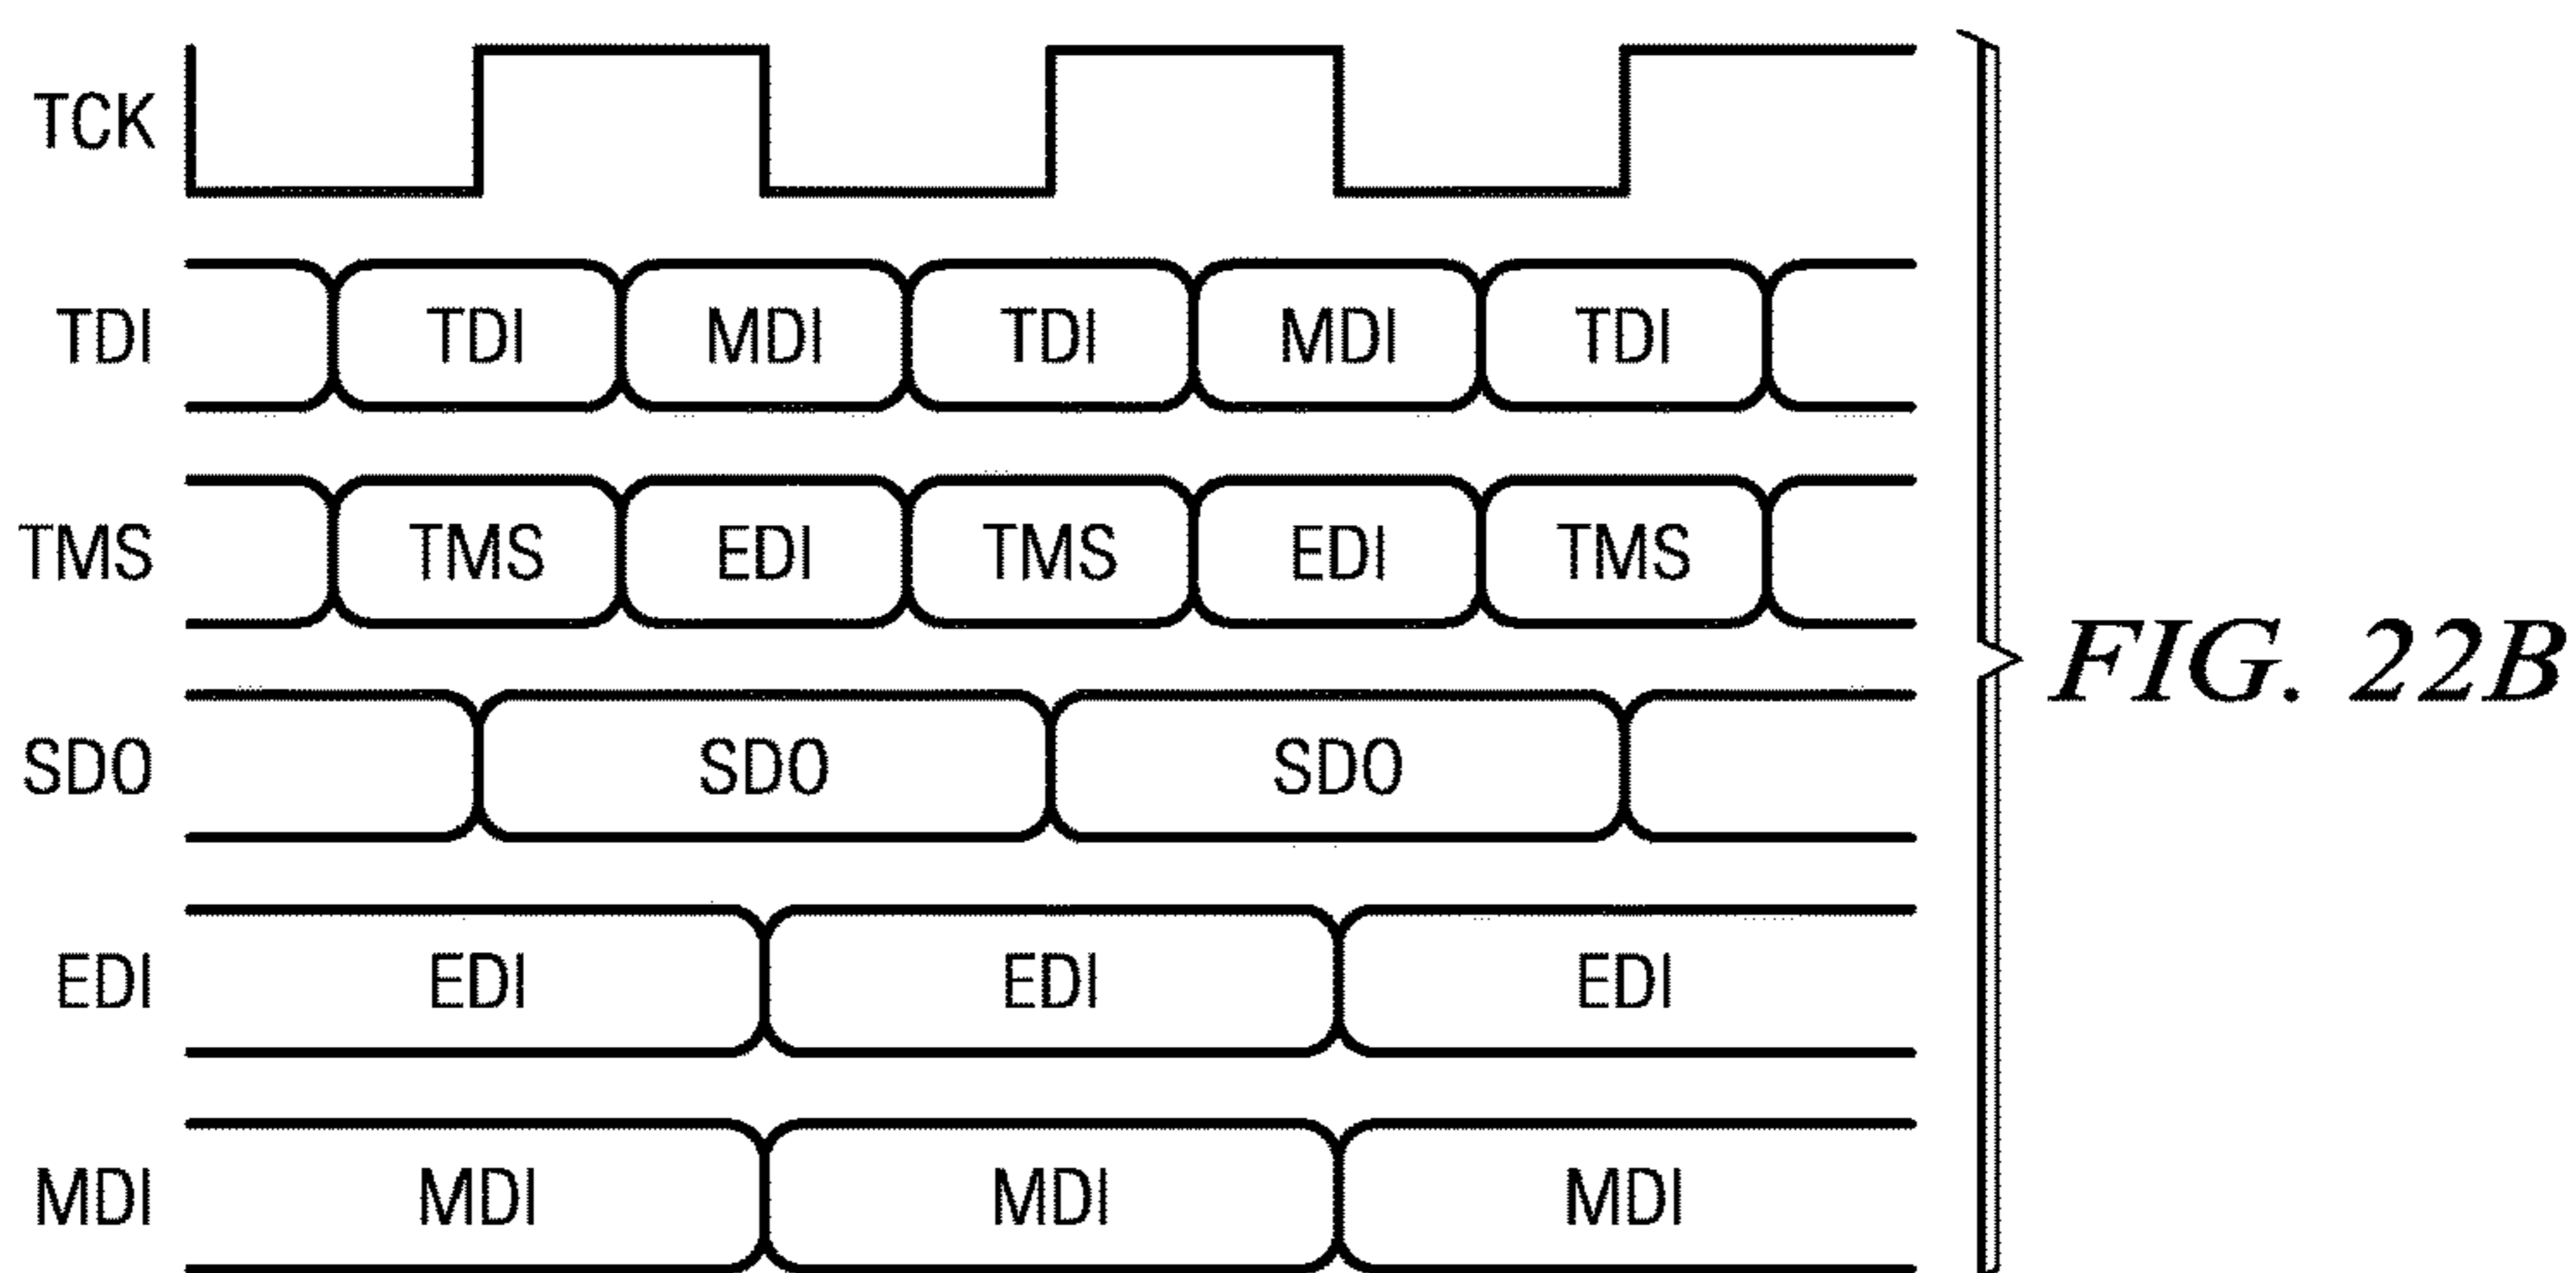 TCK
TDI TDI MDI TDI MDI TDI
TMS TMS EDI TMS EDI TMS
SDO SDO SDO
EDI EDI EDI EDI
MDI MDI MDI MDI
FIG. 22B